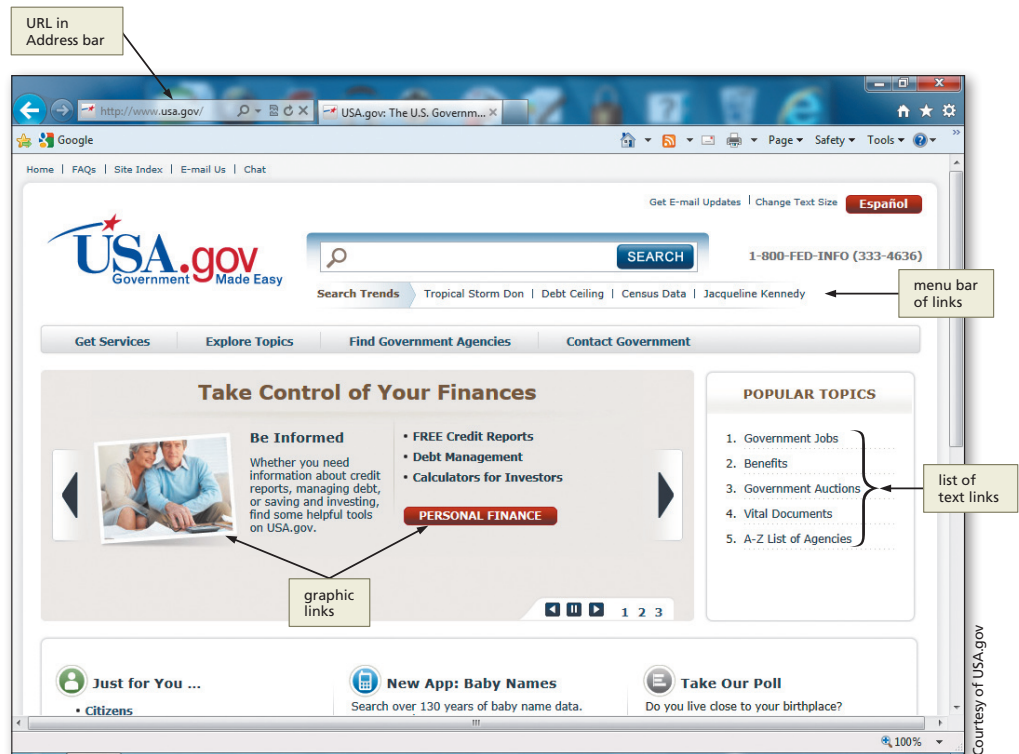 URL in
Address bar
http://www.usa.gov/
USA.gov: The U.S. Governm...
Google
Page
Safety
Tools
Home | FAQs | Site Index | E-mail Us | Chat
Get E-mail Updates | Change Text Size
Español
USA.gov
Government Made Easy
SEARCH
1-800-FED-INFO (333-4636)
Search Trends
Tropical Storm Don | Debt Ceiling | Census Data | Jacqueline Kennedy
menu bar
of links
Get Services
Explore Topics
Find Government Agencies
Contact Government
Take Control of Your Finances
Be Informed
Whether you need
information about credit
reports, managing debt,
or saving and investing,
find some helpful tools
on USA.gov.
• FREE Credit Reports
• Debt Management
• Calculators for Investors
PERSONAL FINANCE
graphic
links
1 2 3
POPULAR TOPICS
1. Government Jobs
2. Benefits
3. Government Auctions
4. Vital Documents
5. A-Z List of Agencies
list of
text links
Just for You ...
• Citizens
New App: Baby Names
Search over 130 years of baby name data.
Take Our Poll
Do you live close to your birthplace?
100%
Courtesy of USA.gov